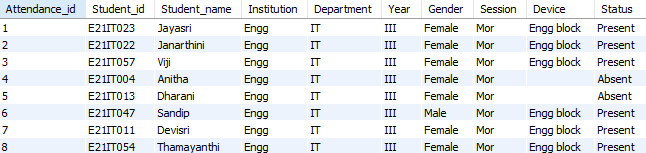 Attendance_id Student_id Student_name Institution Department Year Gender Session Device Status
1 E21IT023 Jayasri Engg IT III Female Mor Engg block Present
2 E21IT022 Janarthini Engg IT III Female Mor Engg block Present
3 E21IT057 Viji Engg IT III Female Mor Engg block Present
4 E21IT004 Anitha Engg IT III Female Mor Absent
5 E21IT013 Dharani Engg IT III Female Mor Absent
6 E21IT047 Sandip Engg IT III Male Mor Engg block Present
7 E21IT011 Devisri Engg IT III Female Mor Engg block Present
8 E21IT054 Thamayanthi Engg IT III Female Mor Engg block Present